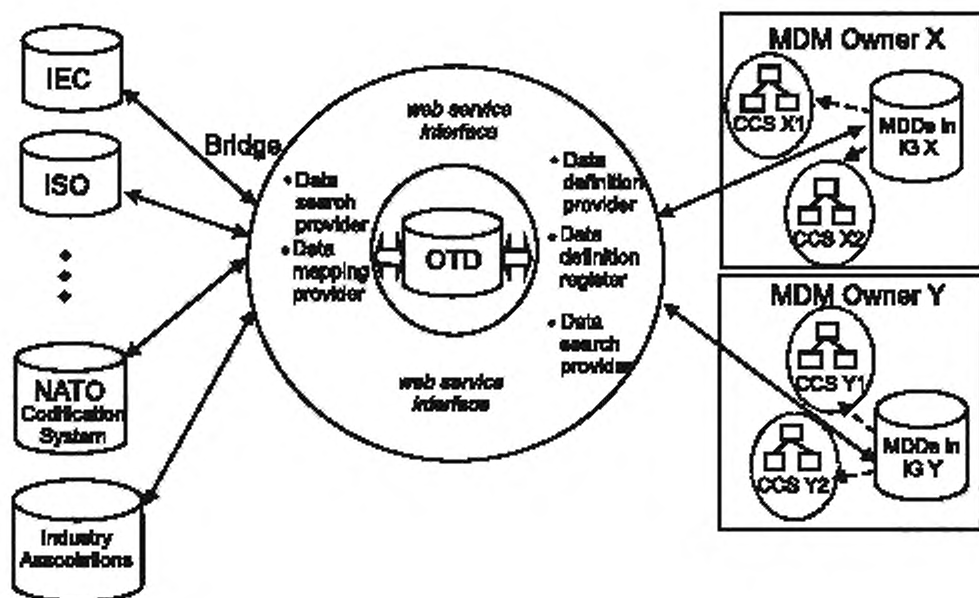 IEC
ISO
NATO
Codification
System
Industry
Associations
Bridge
web service
interface
• Data
search
provider
• Data
mapping
provider
OTD
• Data
definition
provider
• Data
definition
register
• Data
search
provider
web service
interface
MDM Owner X
CCS X1
CCS X2
MDDs in
IG X
MDM Owner Y
CCS Y1
CCS Y2
MDDs in
IG Y